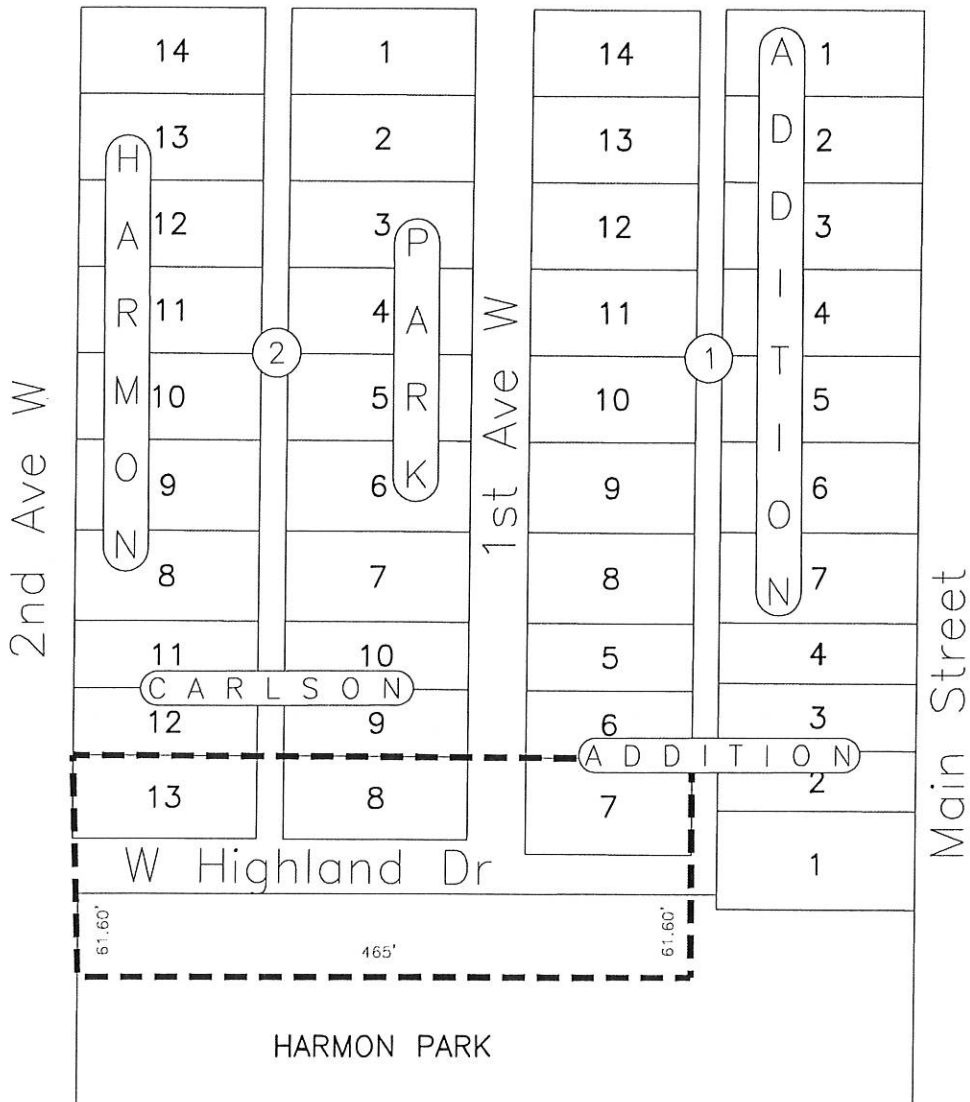 14 1 14 1
13 2 13 2
12 3 12 3
11 4 11 4
10 5 10 5
9 6 9 6
8 7 8 7
11 10 5 4
12 9 6 3
13 8 7 2
1
HARMON
PARK
ADDITION
2
1
CARLSON
ADDITION
2nd Ave W
1st Ave W
Main Street
W Highland Dr
61.60'
465'
61.60'
HARMON PARK